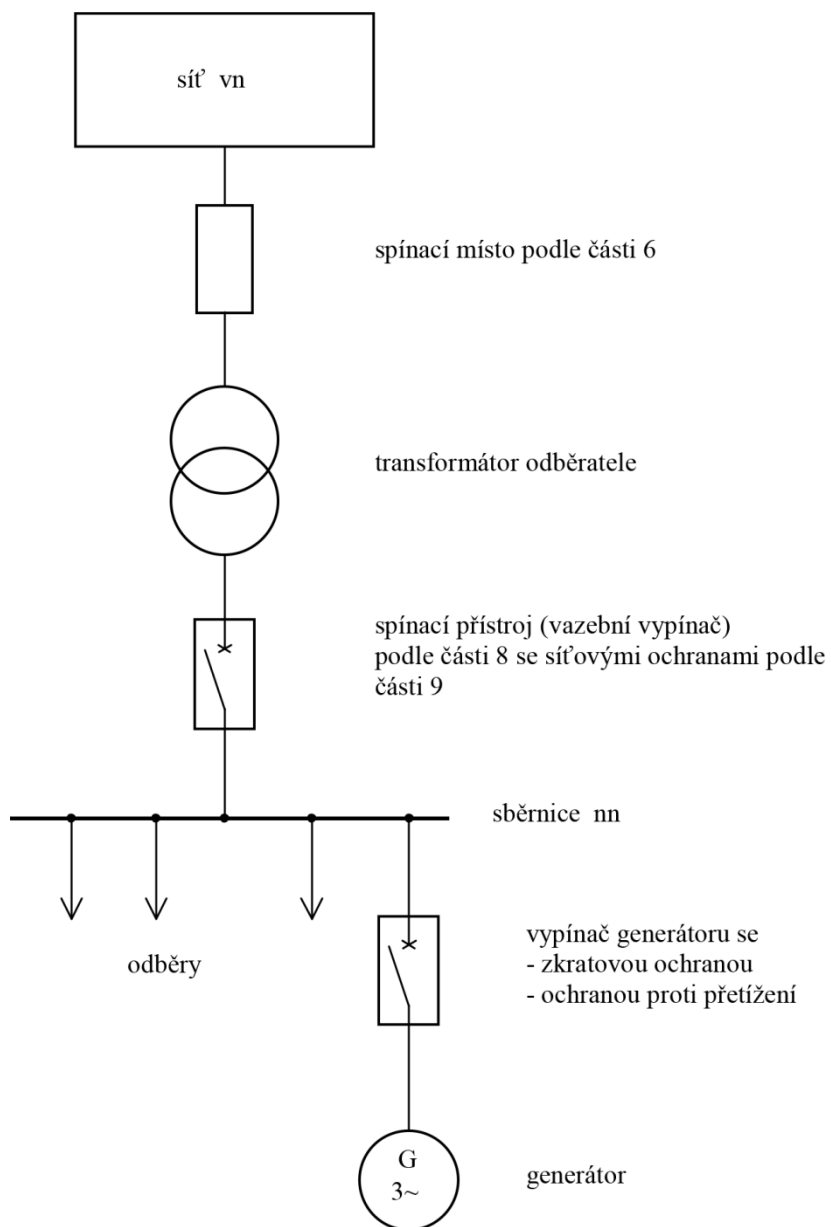 síť vn
spínací místo podle části 6
transformátor odběratele
spínací přístroj (vazební vypínač)
podle části 8 se síťovými ochranami podle
části 9
sběrnice nn
odběry
vypínač generátoru se
- zkratovou ochranou
- ochranou proti přetížení
G
3~
generátor